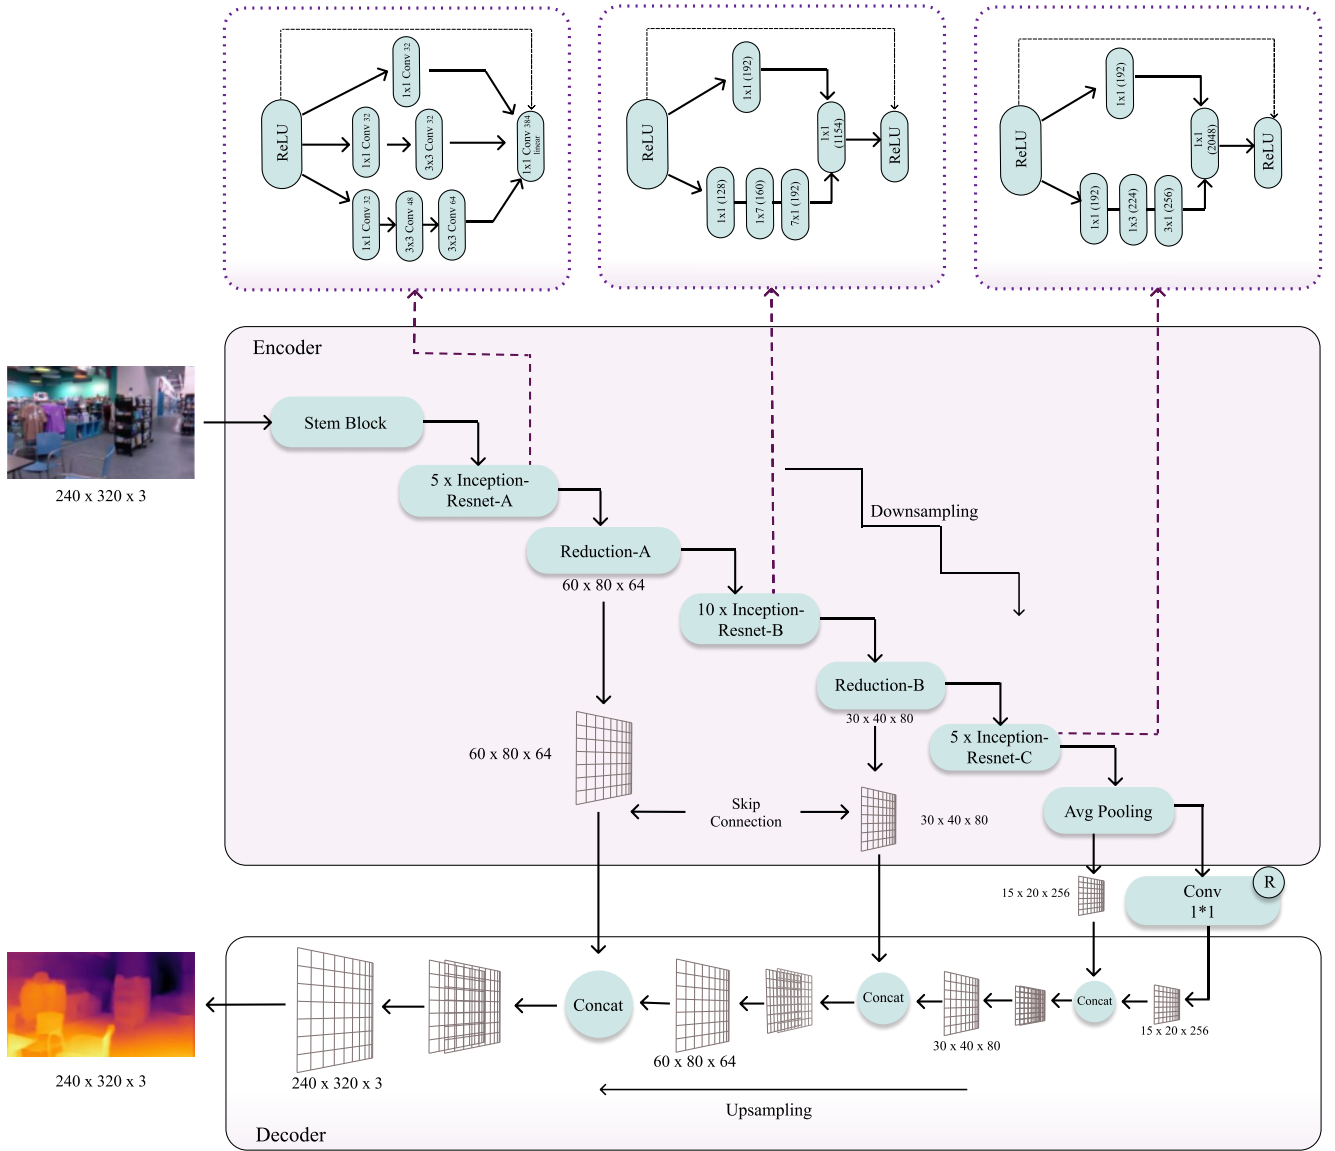 ReLU
1x1 Conv 32
1x1 Conv 32
3x3 Conv 32
1x1 Conv 32
3x3 Conv 48
3x3 Conv 64
1x1 Conv 384
linear
ReLU
1x1 (192)
1x1 (128)
1x7 (160)
7x1 (192)
1x1
(1154)
ReLU
ReLU
1x1 (192)
1x1 (192)
1x3 (224)
3x1 (256)
1x1
(2048)
ReLU
Encoder
240 x 320 x 3
Stem Block
5 x Inception-
Resnet-A
Reduction-A
60 x 80 x 64
10 x Inception-
Resnet-B
Downsampling
Reduction-B
30 x 40 x 80
5 x Inception-
Resnet-C
Avg Pooling
60 x 80 x 64
Skip
Connection
30 x 40 x 80
15 x 20 x 256
Conv
1*1
R
Concat
Concat
Concat
15 x 20 x 256
30 x 40 x 80
60 x 80 x 64
240 x 320 x 3
240 x 320 x 3
Upsampling
Decoder